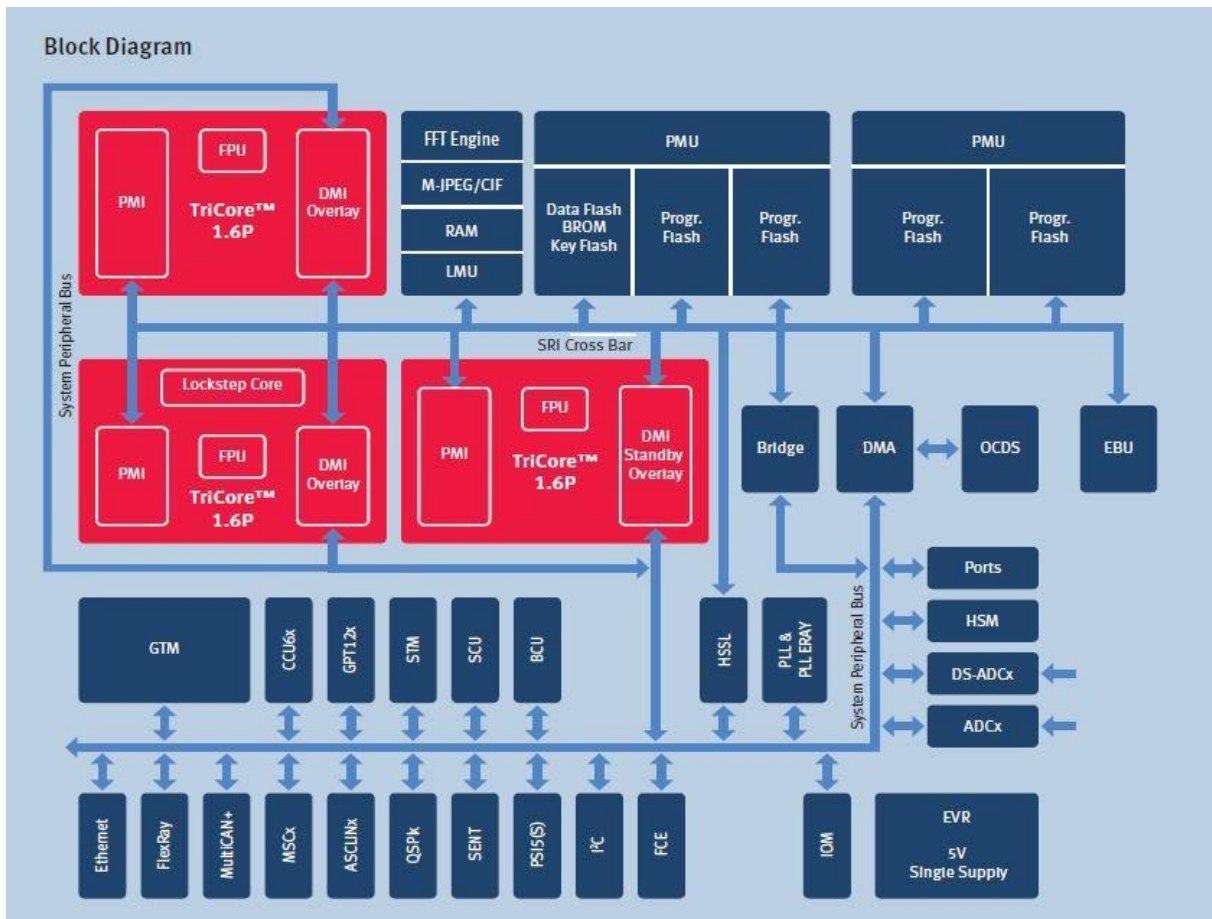 Block Diagram
System Peripheral Bus
PMI
FPU
TriCore™
1.6P
DMI
Overlay
FFT Engine
M-JPEG/CIF
RAM
LMU
PMU
Data Flash
BROM
Key Flash
Progr.
Flash
Progr.
Flash
PMU
Progr.
Flash
Progr.
Flash
SRI Cross Bar
Lockstep Core
PMI
FPU
TriCore™
1.6P
DMI
Overlay
PMI
FPU
TriCore™
1.6P
DMI
Standby
Overlay
Bridge
DMA
OCDS
EBU
System Peripheral Bus
Ports
HSM
DS-ADCx
ADCx
GTM
CCU6x
GPT12x
STM
SCU
BCU
HSSL
PLL &
PLL ERAY
Ethernet
FlexRay
MultiCAN+
MSCx
ASCLINx
QSPIx
SENT
PSI5(S)
I²C
FCE
IOM
EVR
5V
Single Supply